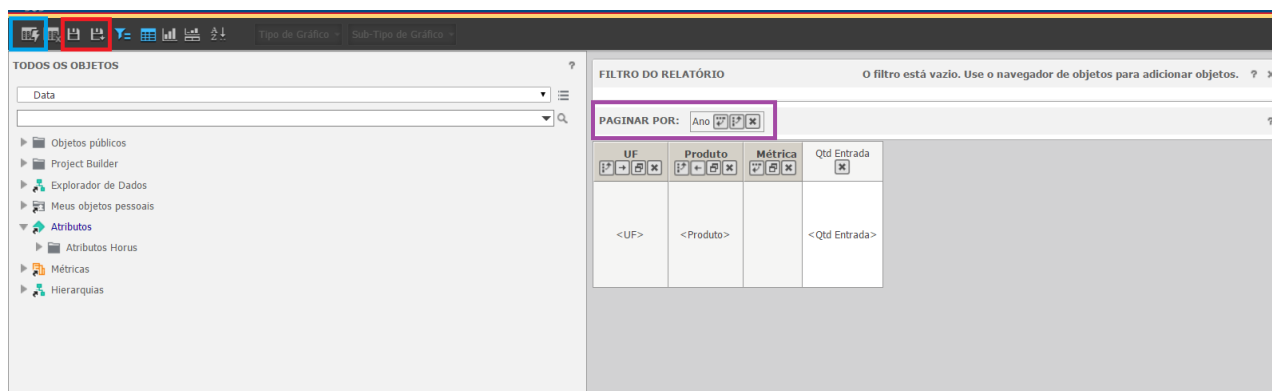 Tipo de Gráfico
Sub-Tipo de Gráfico
TODOS OS OBJETOS
?
Data
Objetos públicos
Project Builder
Explorador de Dados
Meus objetos pessoais
Atributos
Atributos Horus
Métricas
Hierarquias
FILTRO DO RELATÓRIO
O filtro está vazio. Use o navegador de objetos para adicionar objetos. ?
PAGINAR POR: Ano
UF Produto Métrica Qtd Entrada
<UF> <Produto> <Qtd Entrada>